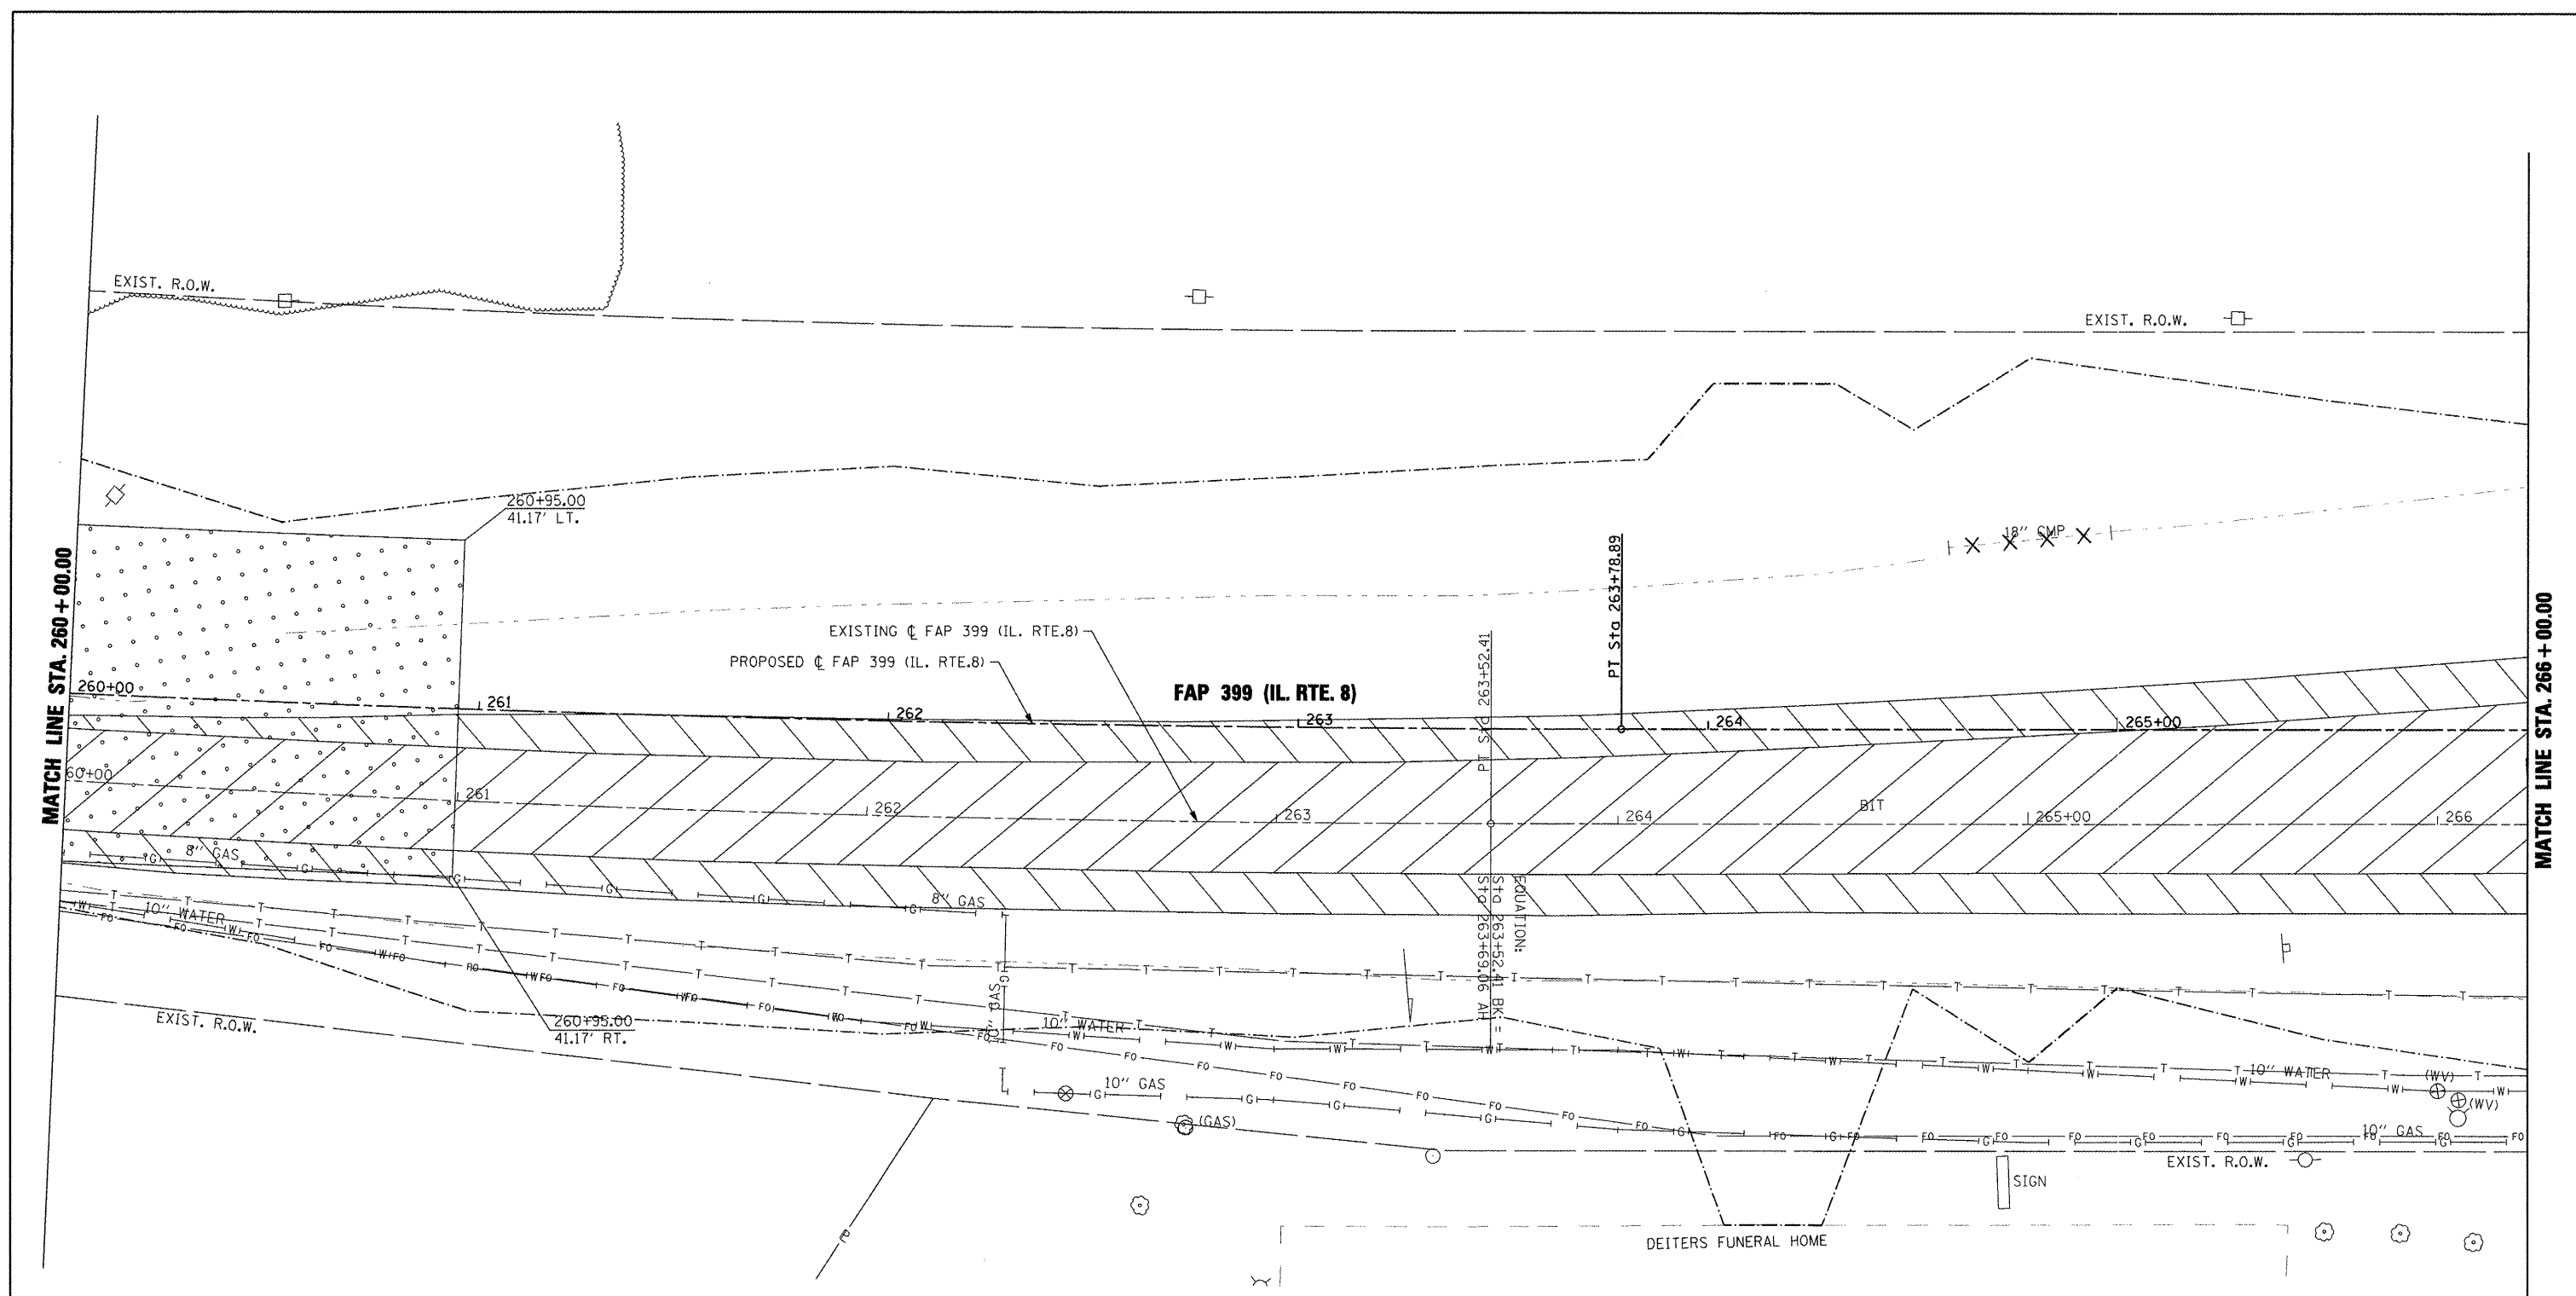 EXIST. R.O.W.
EXIST. R.O.W.
260+95.00
41.17' LT.
18" CMP
MATCH LINE STA. 260+00.00
MATCH LINE STA. 266+00.00
PT Sta 263+78.89
EXISTING ℄ FAP 399 (IL. RTE.8)
PROPOSED ℄ FAP 399 (IL. RTE.8)
PT Sta 263+52.41
FAP 399 (IL. RTE. 8)
260+00
261
262
263
264
265+00
60+00
261
262
263
264
BIT
265+00
266
8" GAS
8" GAS
EQUATION:
Sta 263+52.41 BK =
Sta 263+69.06 AH
10" WATER
10" WATER
10" WATER
EXIST. R.O.W.
260+95.00
41.17' RT.
10" GAS
(GAS)
(WV)
(WV)
10" GAS
EXIST. R.O.W.
SIGN
DEITERS FUNERAL HOME